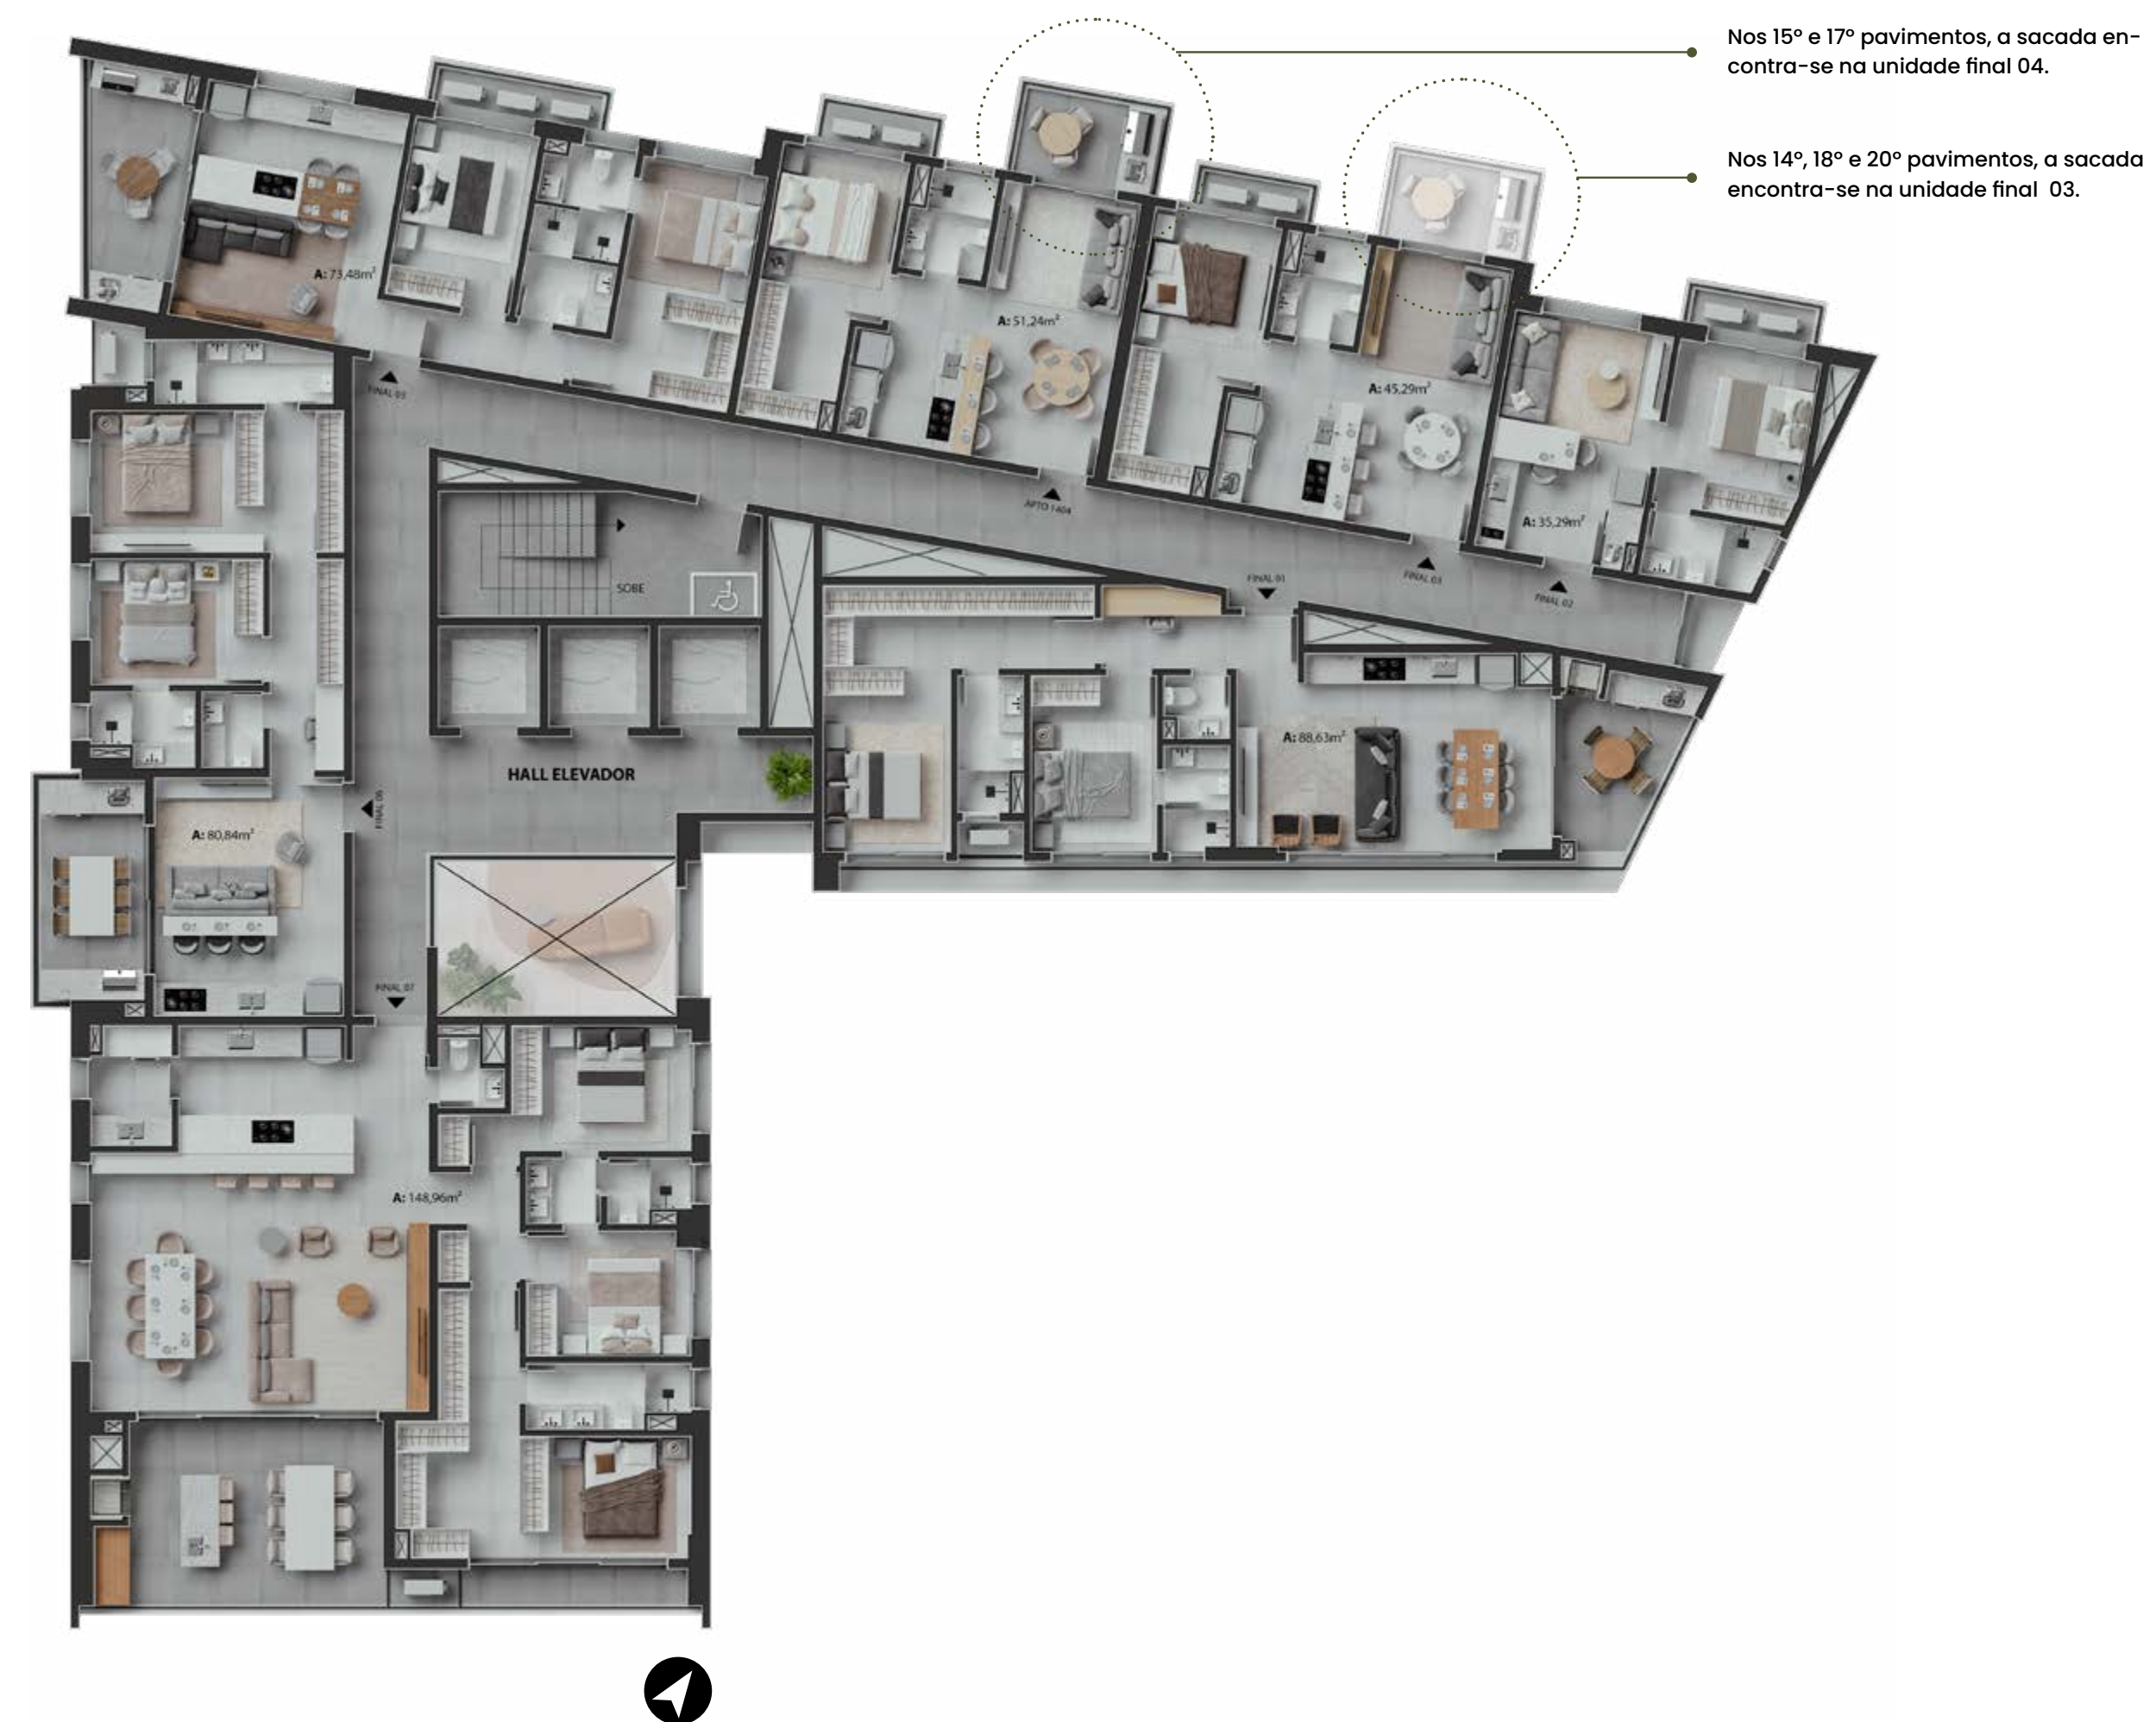 Nos 15º e 17º pavimentos, a sacada en-
contra-se na unidade final 04.
Nos 14º, 18º e 20º pavimentos, a sacada
encontra-se na unidade final 03.
A: 73,48m²
A: 51,24m²
A: 45,29m²
A: 35,29m²
FINAL 05
APTO 1404
FINAL 03
FINAL 02
FINAL 01
SOBE
HALL ELEVADOR
A: 88,63m²
A: 80,84m²
FINAL 06
FINAL 07
A: 148,96m²